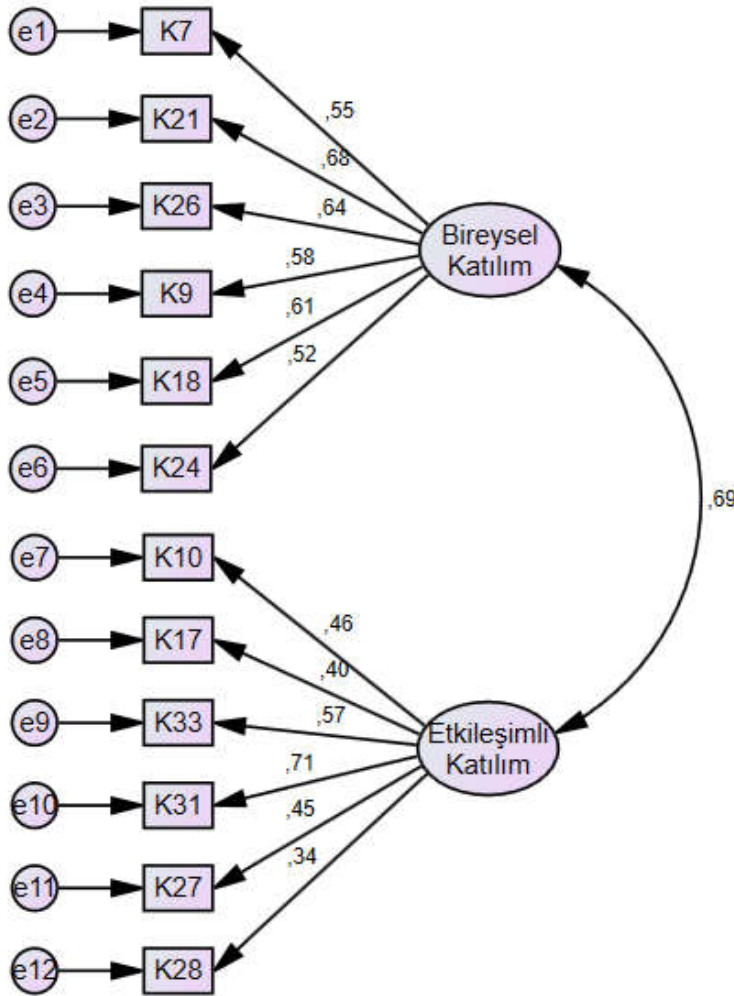 e1 K7
,55
e2 K21
,68
e3 K26
,64
Bireysel
Katılım
e4 K9
,58
e5 K18
,61
e6 K24
,52
,69
e7 K10
,46
e8 K17
,40
e9 K33
,57
Etkileşimli
Katılım
e10 K31
,71
e11 K27
,45
e12 K28
,34